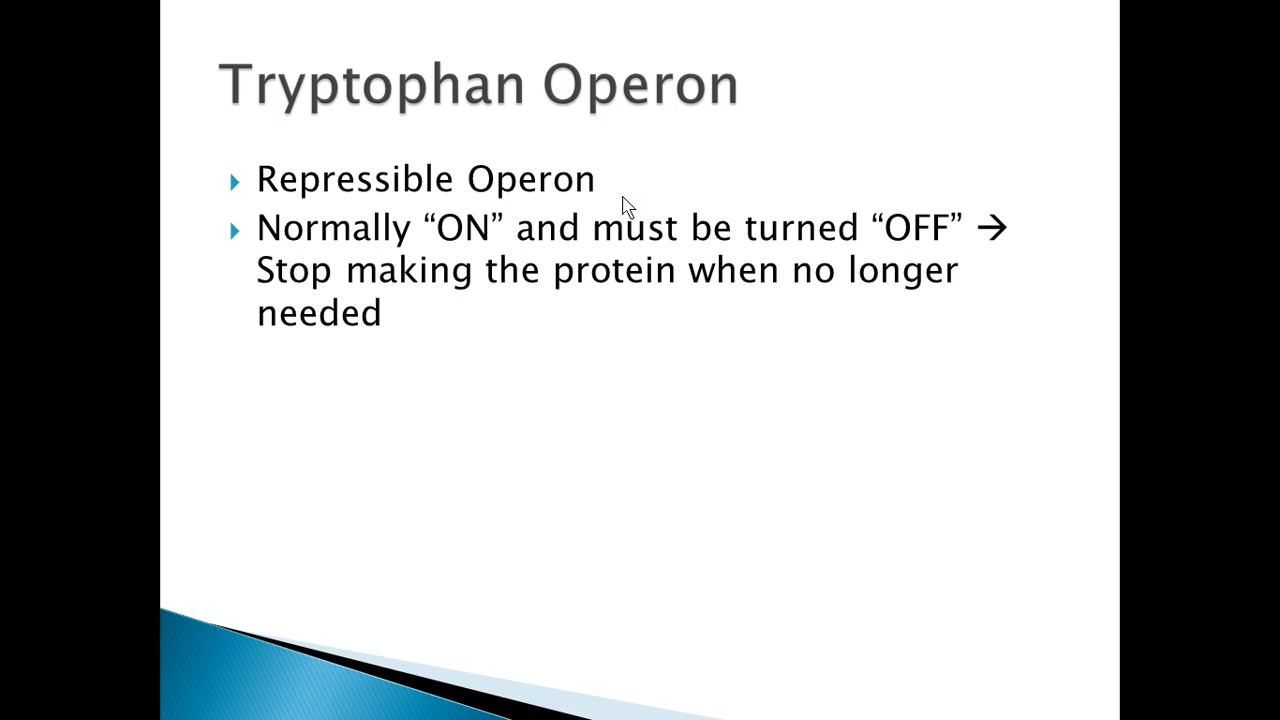 Tryptophan Operon
Repressible Operon
Normally “ON” and must be turned “OFF” →
Stop making the protein when no longer
needed